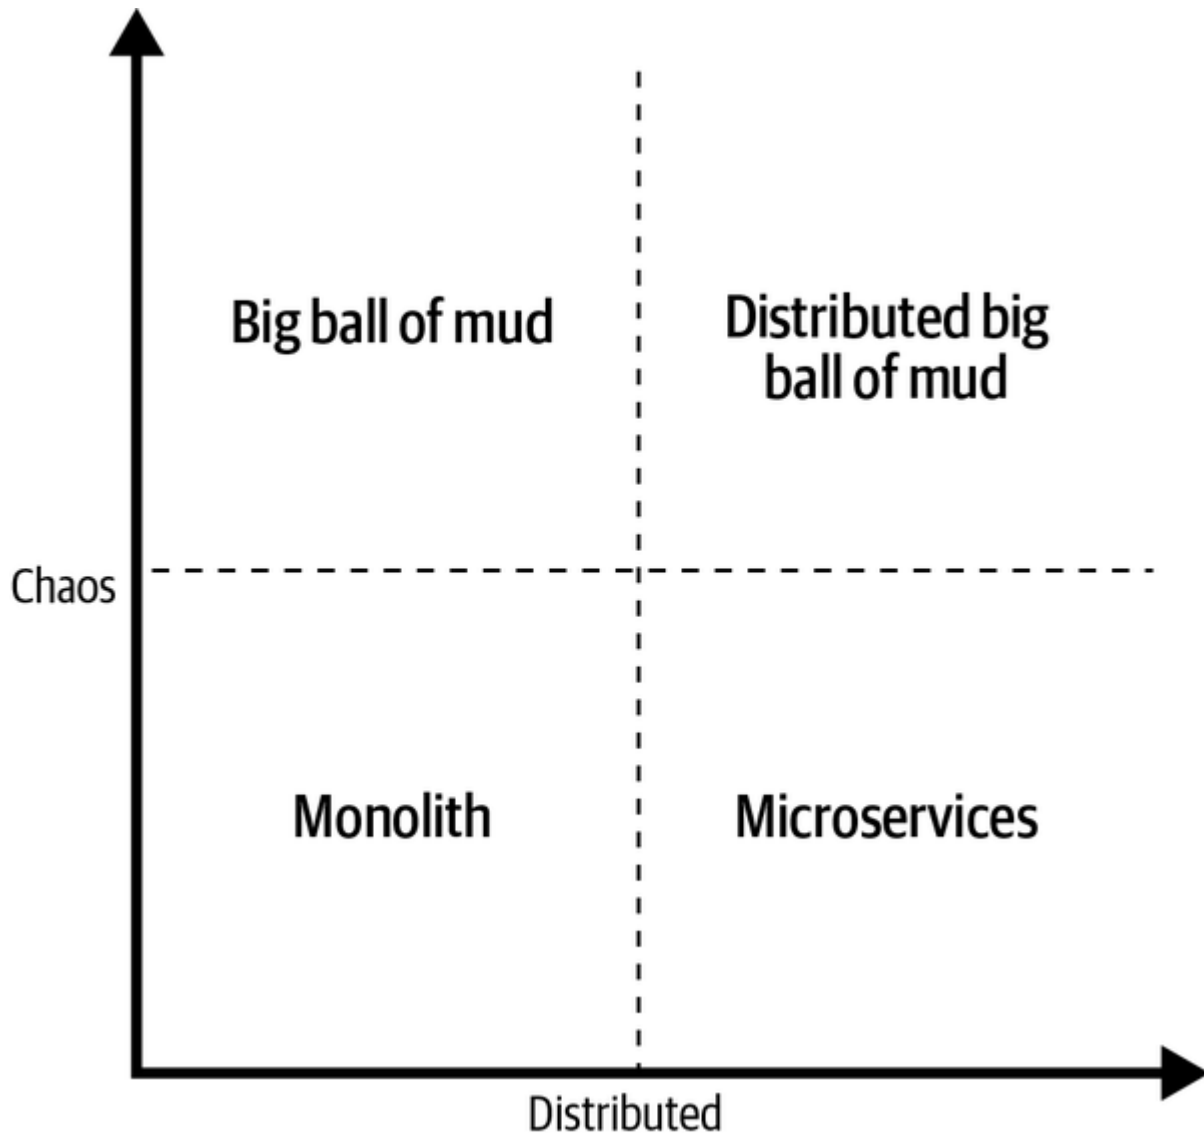 Big ball of mud
Distributed big
ball of mud
Chaos
Monolith
Microservices
Distributed